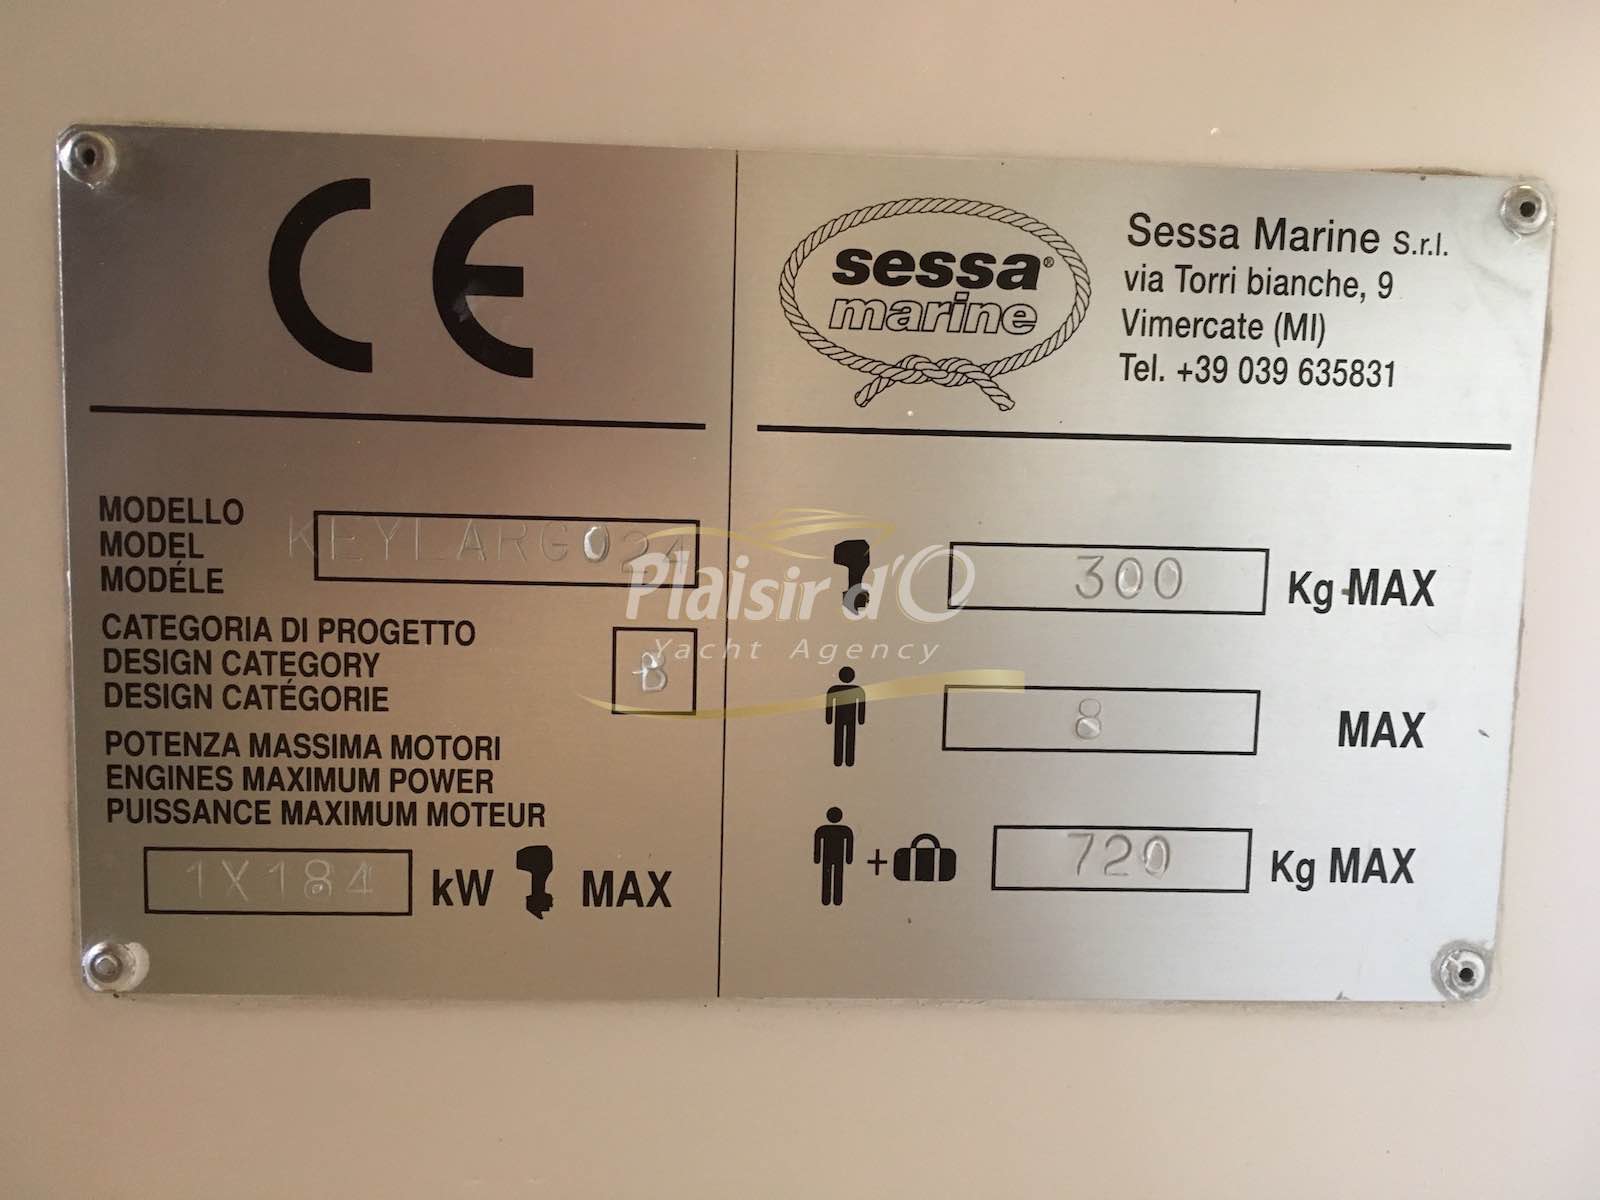 CE
sessa®
marine
Sessa Marine S.r.l.
via Torri bianche, 9
Vimercate (MI)
Tel. +39 039 635831
MODELLO
MODEL
MODÉLE
KEYLARGO24
CATEGORIA DI PROGETTO
DESIGN CATEGORY
DESIGN CATÉGORIE
B
POTENZA MASSIMA MOTORI
ENGINES MAXIMUM POWER
PUISSANCE MAXIMUM MOTEUR
1X184 kW MAX
300 Kg MAX
8 MAX
+ 720 Kg MAX
Plaisir d'O
Yacht Agency